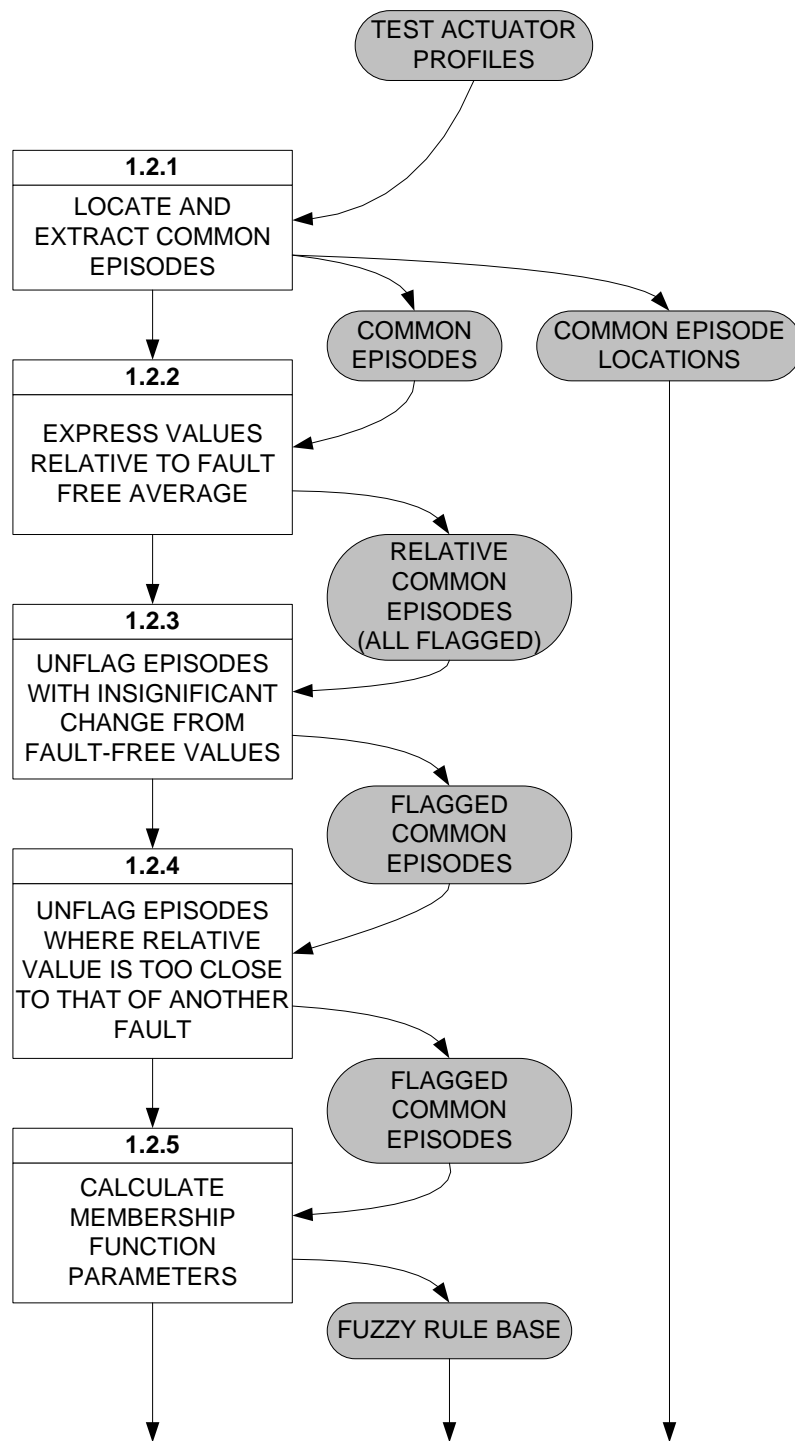 TEST ACTUATOR
PROFILES
1.2.1
LOCATE AND
EXTRACT COMMON
EPISODES
COMMON
EPISODES
COMMON EPISODE
LOCATIONS
1.2.2
EXPRESS VALUES
RELATIVE TO FAULT
FREE AVERAGE
RELATIVE
COMMON
EPISODES
(ALL FLAGGED)
1.2.3
UNFLAG EPISODES
WITH INSIGNIFICANT
CHANGE FROM
FAULT-FREE VALUES
FLAGGED
COMMON
EPISODES
1.2.4
UNFLAG EPISODES
WHERE RELATIVE
VALUE IS TOO CLOSE
TO THAT OF ANOTHER
FAULT
FLAGGED
COMMON
EPISODES
1.2.5
CALCULATE
MEMBERSHIP
FUNCTION
PARAMETERS
FUZZY RULE BASE